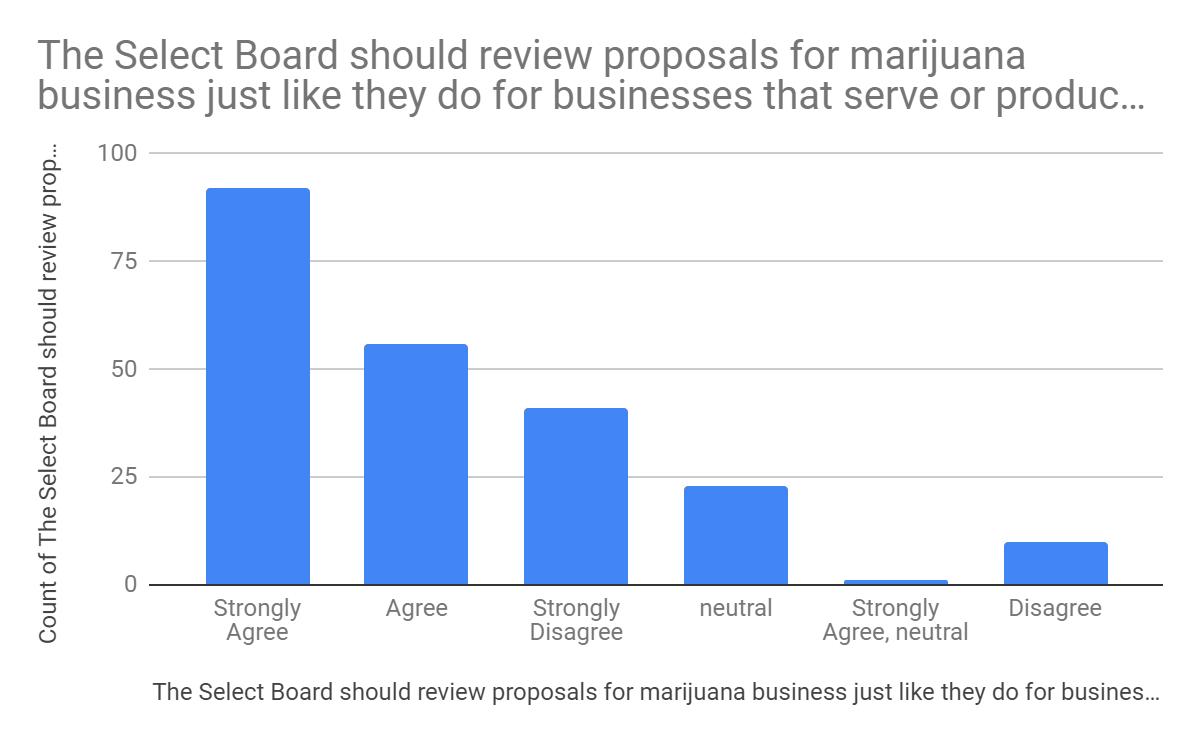 The Select Board should review proposals for marijuana
business just like they do for businesses that serve or produc…
Count of The Select Board should review prop…
100
75
50
25
0
Strongly
Agree
Agree
Strongly
Disagree
neutral
Strongly
Agree, neutral
Disagree
The Select Board should review proposals for marijuana business just like they do for busines…